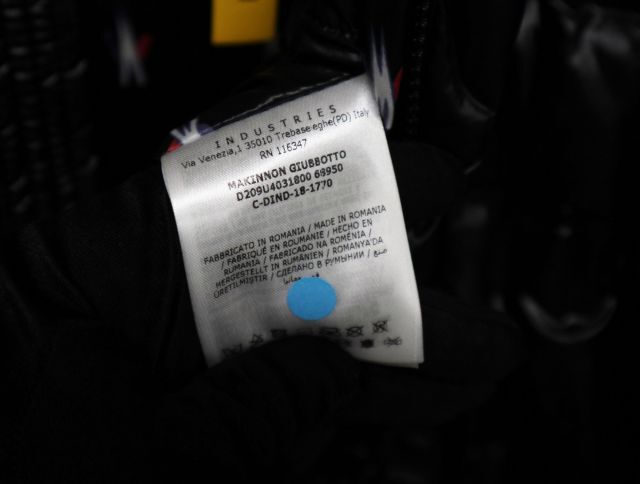 INDUSTRIES
Via Venezia,1 35010 Trebaseleghe(PD) Italy
RN 116347
MAKINNON GIUBBOTTO
D209U4031800 68950
C-DIND-18-1770
FABBRICATO IN ROMANIA / MADE IN ROMANIA
/ FABRIQUÉ EN ROUMANIE / HECHO EN
RUMANIA / FABRICADO NA ROMÉNIA /
HERGESTELLT IN RUMÄNIEN / ROMANYA'DA
ÜRETILMIŞTIR / СДЕЛАНО В РУМЫНИИ / صنع